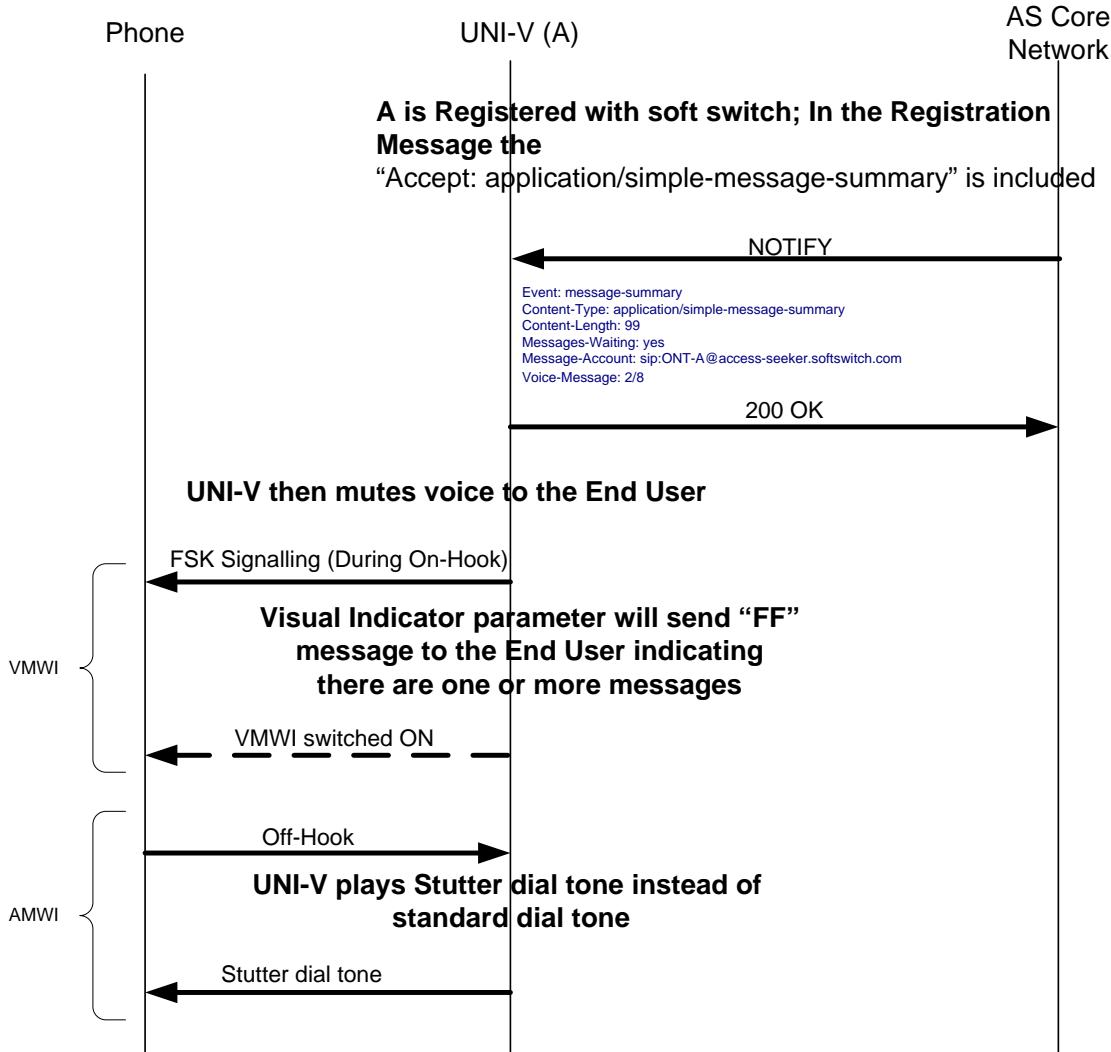 Phone
UNI-V (A)
AS Core
Network
A is Registered with soft switch; In the Registration
Message the
“Accept: application/simple-message-summary” is included
NOTIFY
Event: message-summary
Content-Type: application/simple-message-summary
Content-Length: 99
Messages-Waiting: yes
Message-Account: sip:ONT-A@access-seeker.softswitch.com
Voice-Message: 2/8
200 OK
UNI-V then mutes voice to the End User
FSK Signalling (During On-Hook)
Visual Indicator parameter will send “FF”
message to the End User indicating
there are one or more messages
VMWI
VMWI switched ON
Off-Hook
UNI-V plays Stutter dial tone instead of
standard dial tone
AMWI
Stutter dial tone